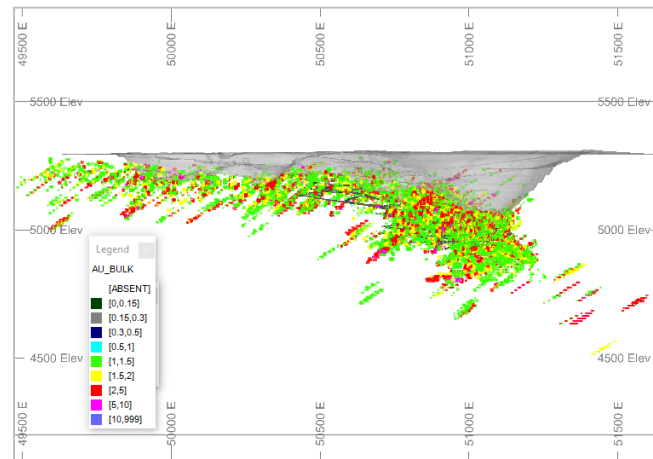 49500 E
50000 E
50500 E
51000 E
51500 E
5500 Elev
5500 Elev
5000 Elev
5000 Elev
Legend
AU_BULK
[ABSENT]
[0,0.15]
[0.15,0.3]
[0.3,0.5]
[0.5,1]
[1,1.5]
[1.5,2]
[2,5]
[5,10]
[10,999]
4500 Elev
4500 Elev
49500 E
50000 E
50500 E
51000 E
51500 E